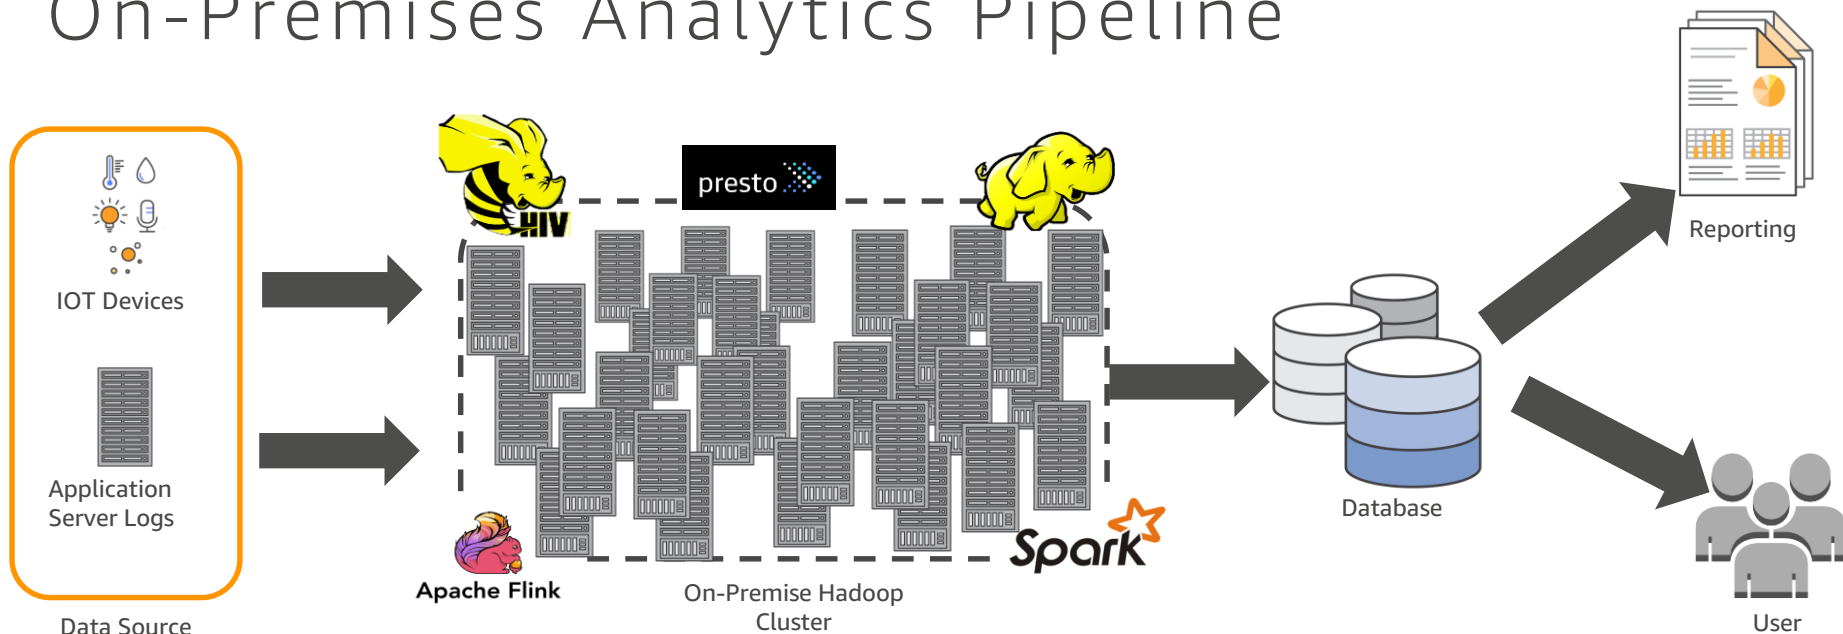 On-Premises Analytics Pipeline
IOT Devices
Application
Server Logs
Data Source
HIV
presto
Apache Flink
Spark
On-Premise Hadoop
Cluster
Database
Reporting
User